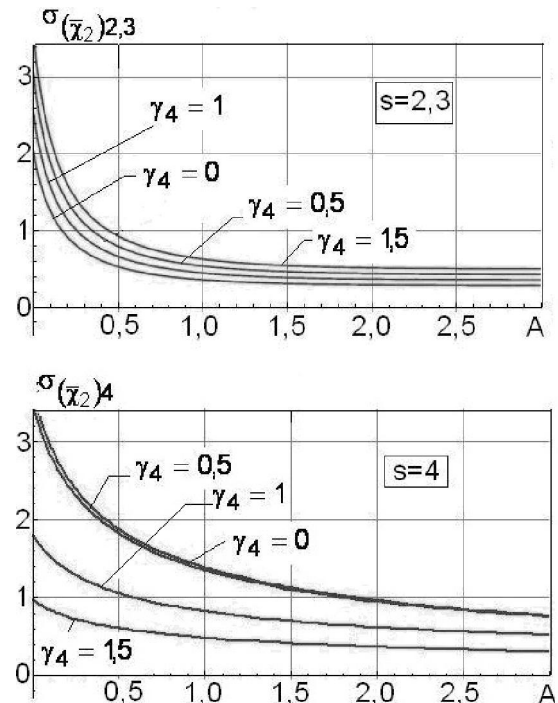 σ(χ̄₂)2,3
3
s=2,3
γ₄ = 1
2
γ₄ = 0
γ₄ = 0,5
1
γ₄ = 1,5
0
0,5 1,0 1,5 2,0 2,5 A
σ(χ̄₂)4
3
γ₄ = 0,5
s=4
γ₄ = 1
2
γ₄ = 0
1
γ₄ = 1,5
0
0,5 1,0 1,5 2,0 2,5 A